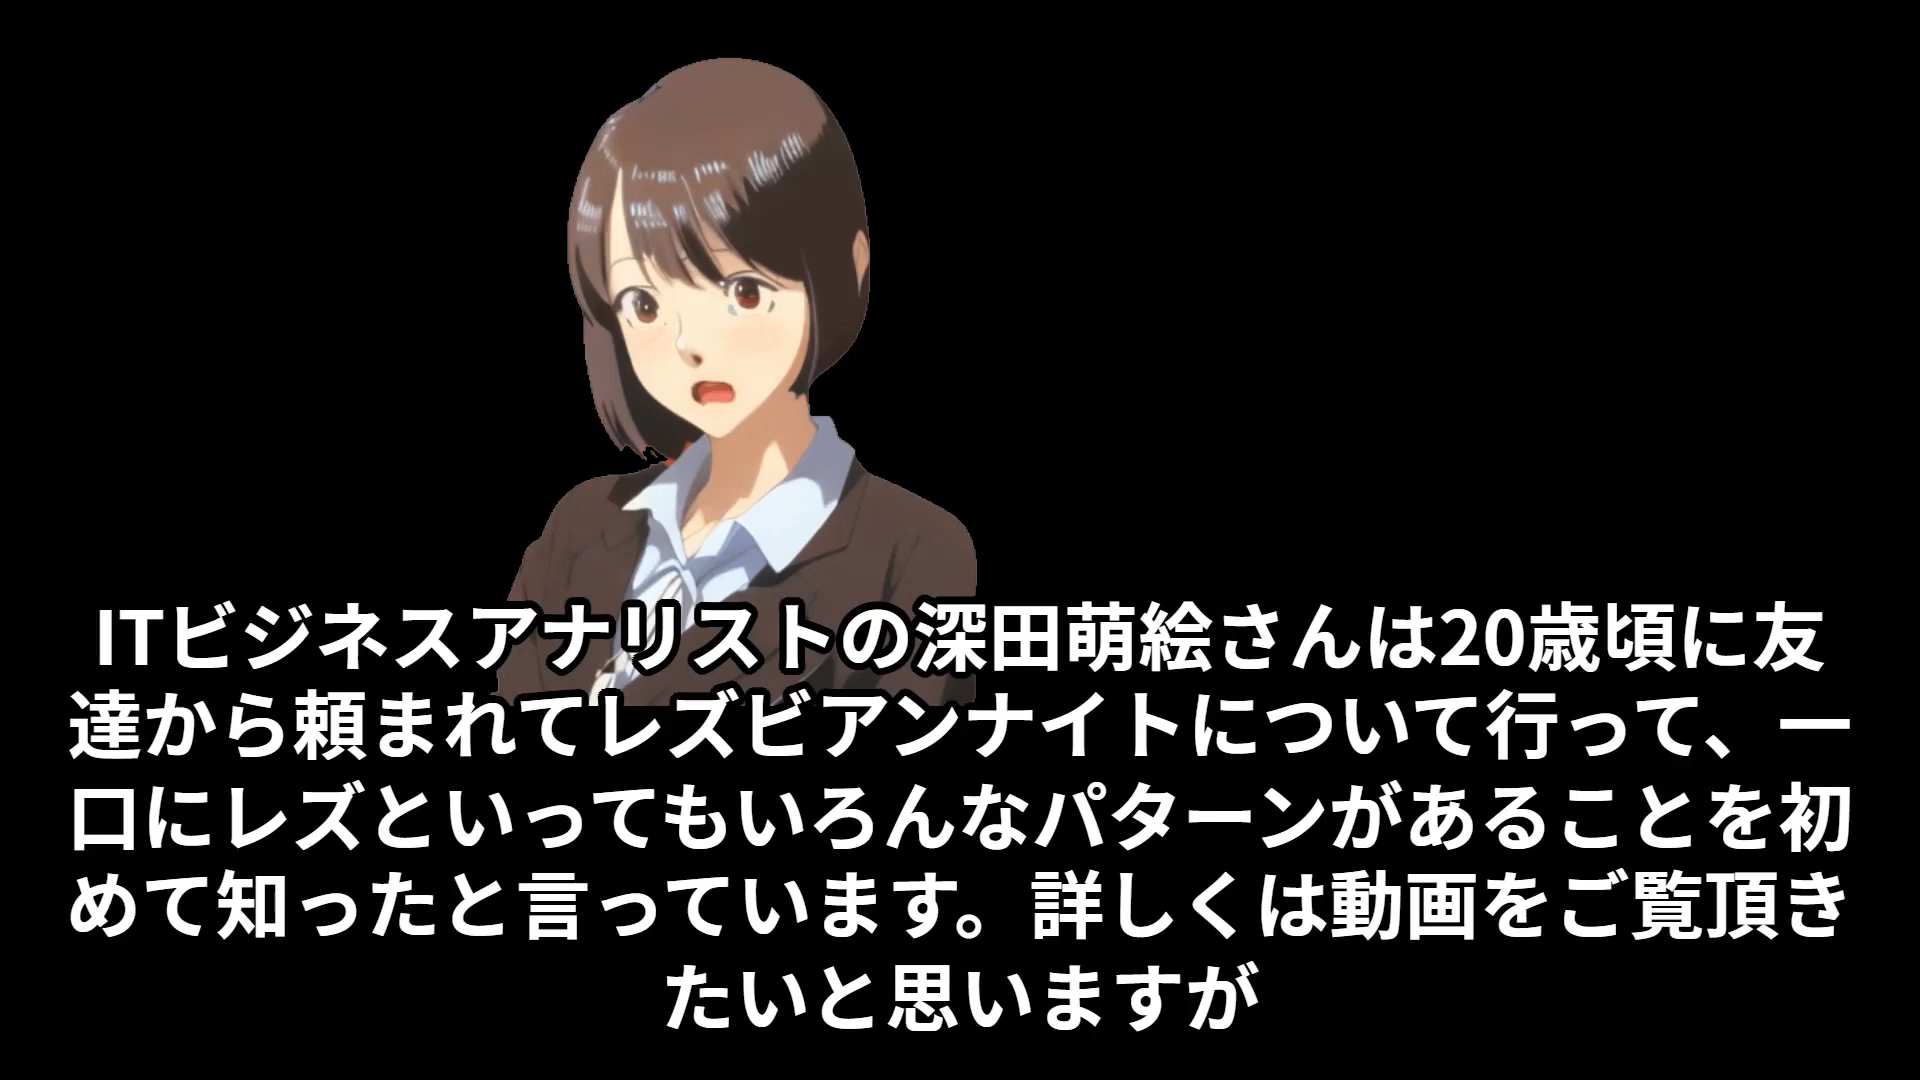 ITビジネスアナリストの深田萌絵さんは20歳頃に友
達から頼まれてレズビアンナイトについて行って、一
口にレズといってもいろんなパターンがあることを初
めて知ったと言っています。詳しくは動画をご覧頂き
たいと思いますが